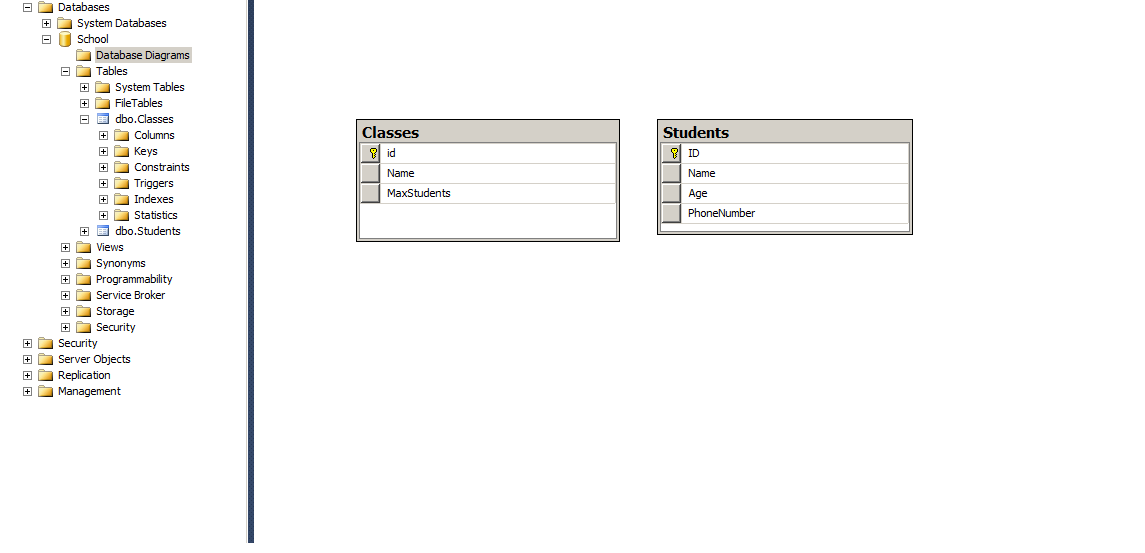 Databases
System Databases
School
Database Diagrams
Tables
System Tables
FileTables
dbo.Classes
Columns
Keys
Constraints
Triggers
Indexes
Statistics
dbo.Students
Views
Synonyms
Programmability
Service Broker
Storage
Security
Security
Server Objects
Replication
Management
Classes
id
Name
MaxStudents
Students
ID
Name
Age
PhoneNumber